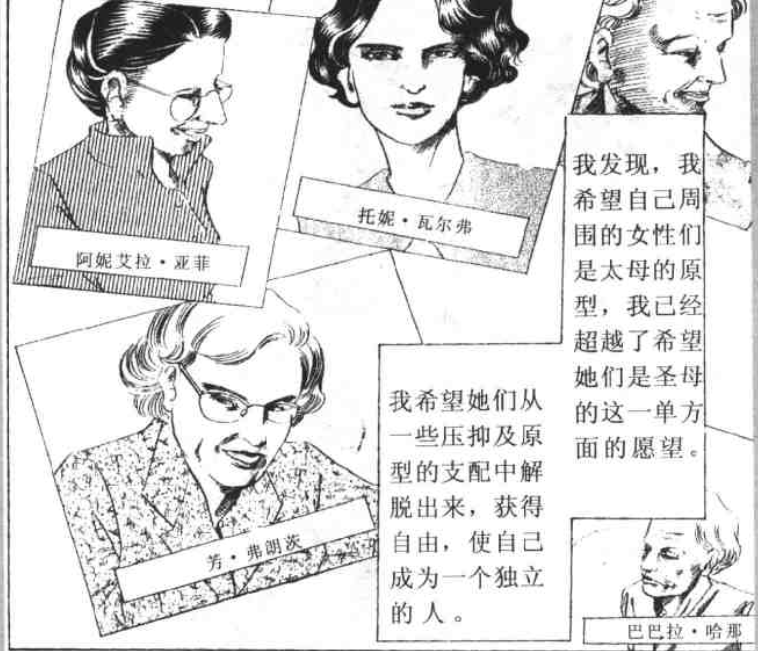 阿妮艾拉·亚菲
托妮·瓦尔弗
我发现，我
希望自己周
围的女性们
是太母的原
型，我已经
超越了希望
她们是圣母
的这一单方
面的愿望。
芳·弗朗茨
我希望她们从
一些压抑及原
型的支配中解
脱出来，获得
自由，使自己
成为一个独立
的人。
巴巴拉·哈那